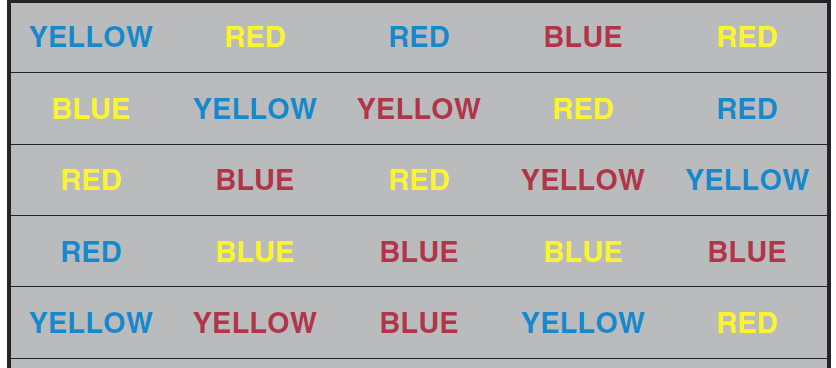 YELLOW RED RED BLUE RED
BLUE YELLOW YELLOW RED RED
RED BLUE RED YELLOW YELLOW
RED BLUE BLUE BLUE BLUE
YELLOW YELLOW BLUE YELLOW RED